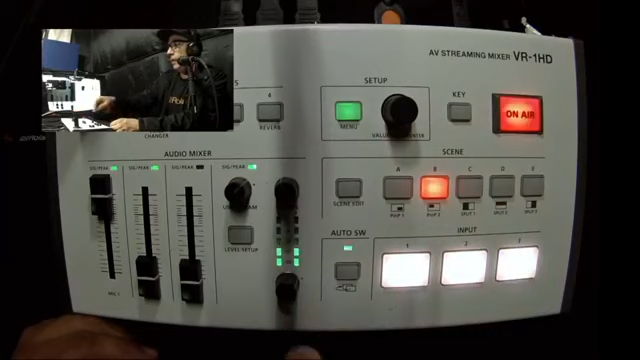 AV STREAMING MIXER VR-1HD
SETUP
KEY
4
MENU
REVERB
ON AIR
CHANGER
AUDIO MIXER
SCENE
SIG/PEAK SIG/PEAK SIG/PEAK SIG/PEAK
A B C D E
SCENE EDIT
PinP 1 PinP 2 SPLIT 1 SPLIT 2 SPLIT 3
AUTO SW
INPUT
LEVEL SETUP
1 2 3
MIC 1
Roland